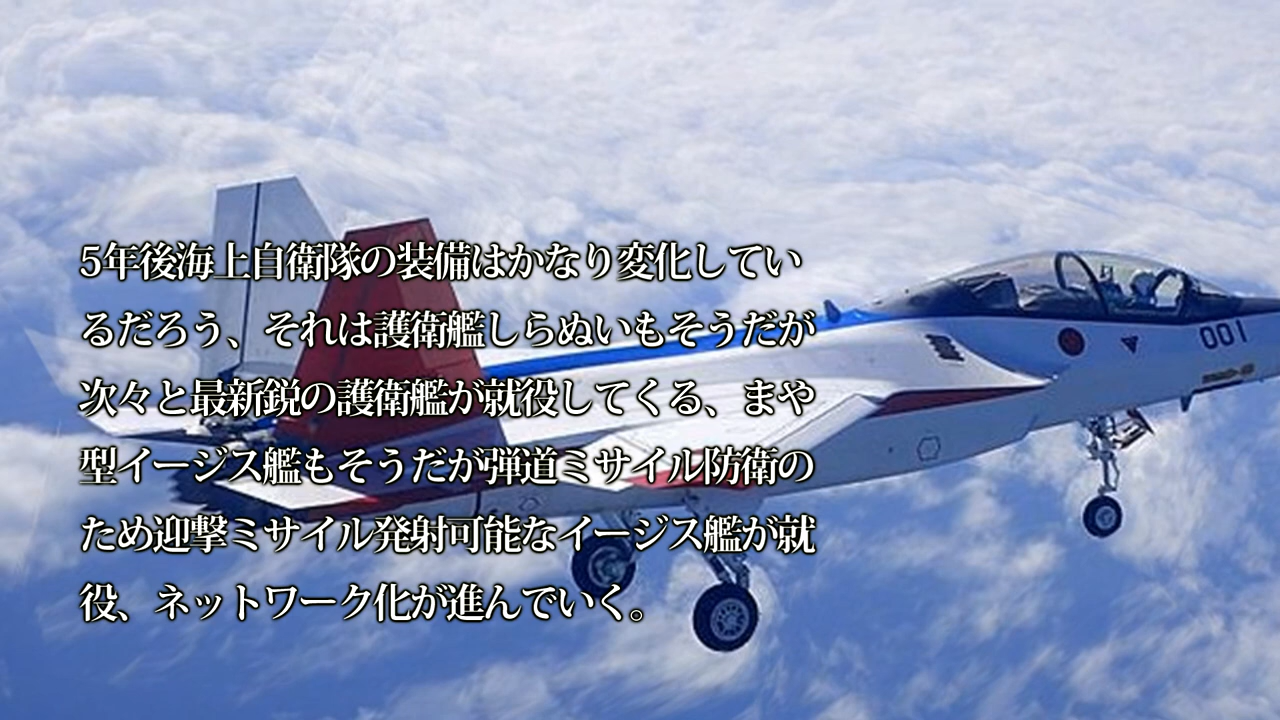 5年後海上自衛隊の装備はかなり変化してい
るだろう、それは護衛艦しらぬいもそうだが
次々と最新鋭の護衛艦が就役してくる、まや
型イージス艦もそうだが弾道ミサイル防衛の
ため迎撃ミサイル発射可能なイージス艦が就
役、ネットワーク化が進んでいく。
001